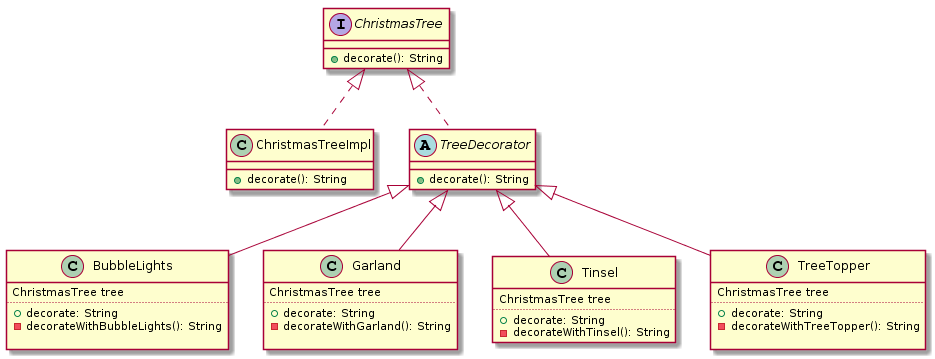 I ChristmasTree
decorate(): String
C ChristmasTreeImpl
decorate(): String
A TreeDecorator
decorate(): String
C BubbleLights
ChristmasTree tree
decorate: String
decorateWithBubbleLights(): String
C Garland
ChristmasTree tree
decorate: String
decorateWithGarland(): String
C Tinsel
ChristmasTree tree
decorate: String
decorateWithTinsel(): String
C TreeTopper
ChristmasTree tree
decorate: String
decorateWithTreeTopper(): String